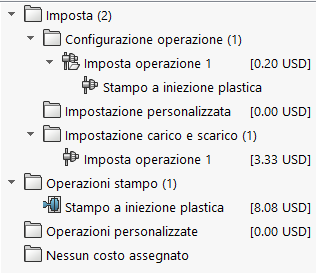 Imposta (2)
Configurazione operazione (1)
Imposta operazione 1 [0.20 USD]
Stampo a iniezione plastica
Impostazione personalizzata [0.00 USD]
Impostazione carico e scarico (1)
Imposta operazione 1 [3.33 USD]
Operazioni stampo (1)
Stampo a iniezione plastica [8.08 USD]
Operazioni personalizzate [0.00 USD]
Nessun costo assegnato